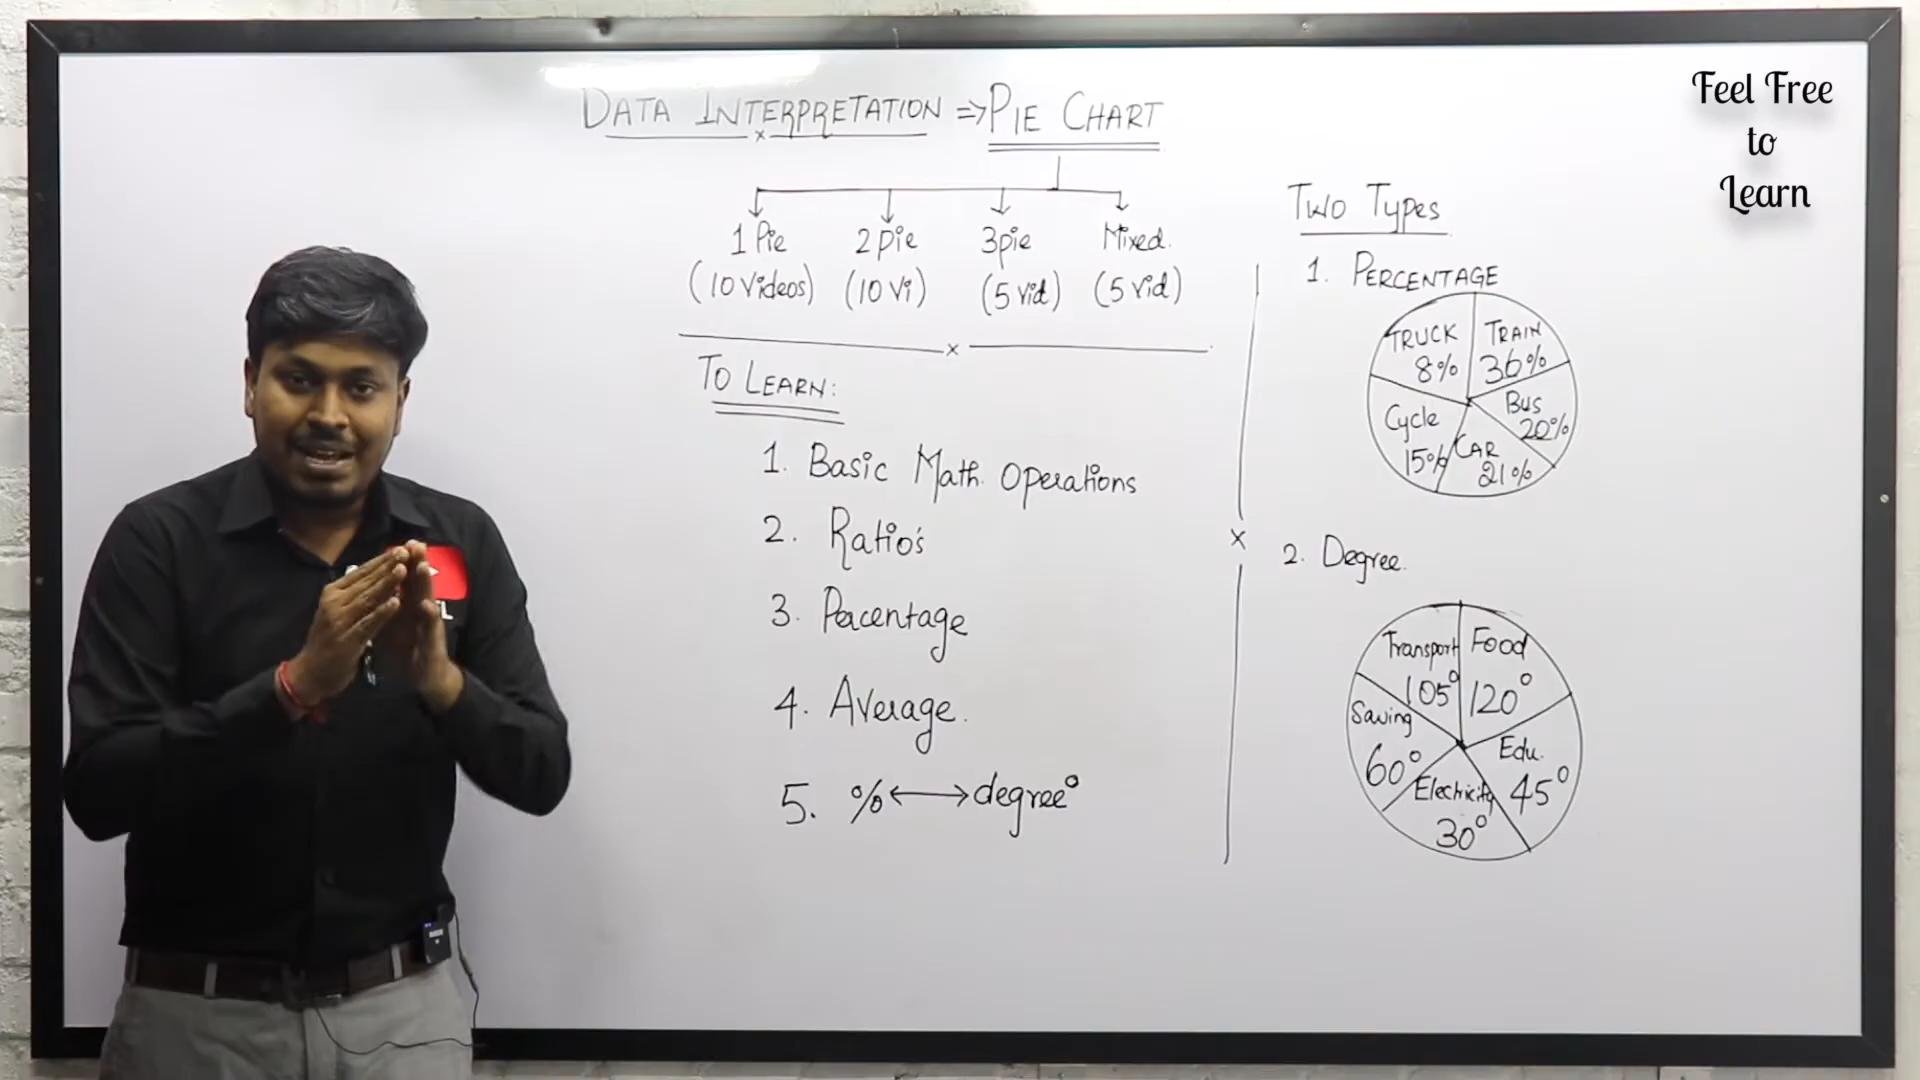 Feel Free
to
Learn
DATA INTERPRETATION ⇒ PIE CHART
1 Pie 2 pie 3 pie Mixed.
(10 Videos) (10 Vi) (5 Vid) (5 Vid)
TO LEARN:
1. Basic Math. Operations
2. Ratio's
3. Percentage
4. Average.
5. % ⟷ degree°
TWO TYPES
1. PERCENTAGE
TRUCK 8%
TRAIN 36%
BUS 20%
CAR 21%
Cycle 15%
2. Degree.
Transport 105°
Food 120°
Edu. 45°
Electricity 30°
Saving 60°